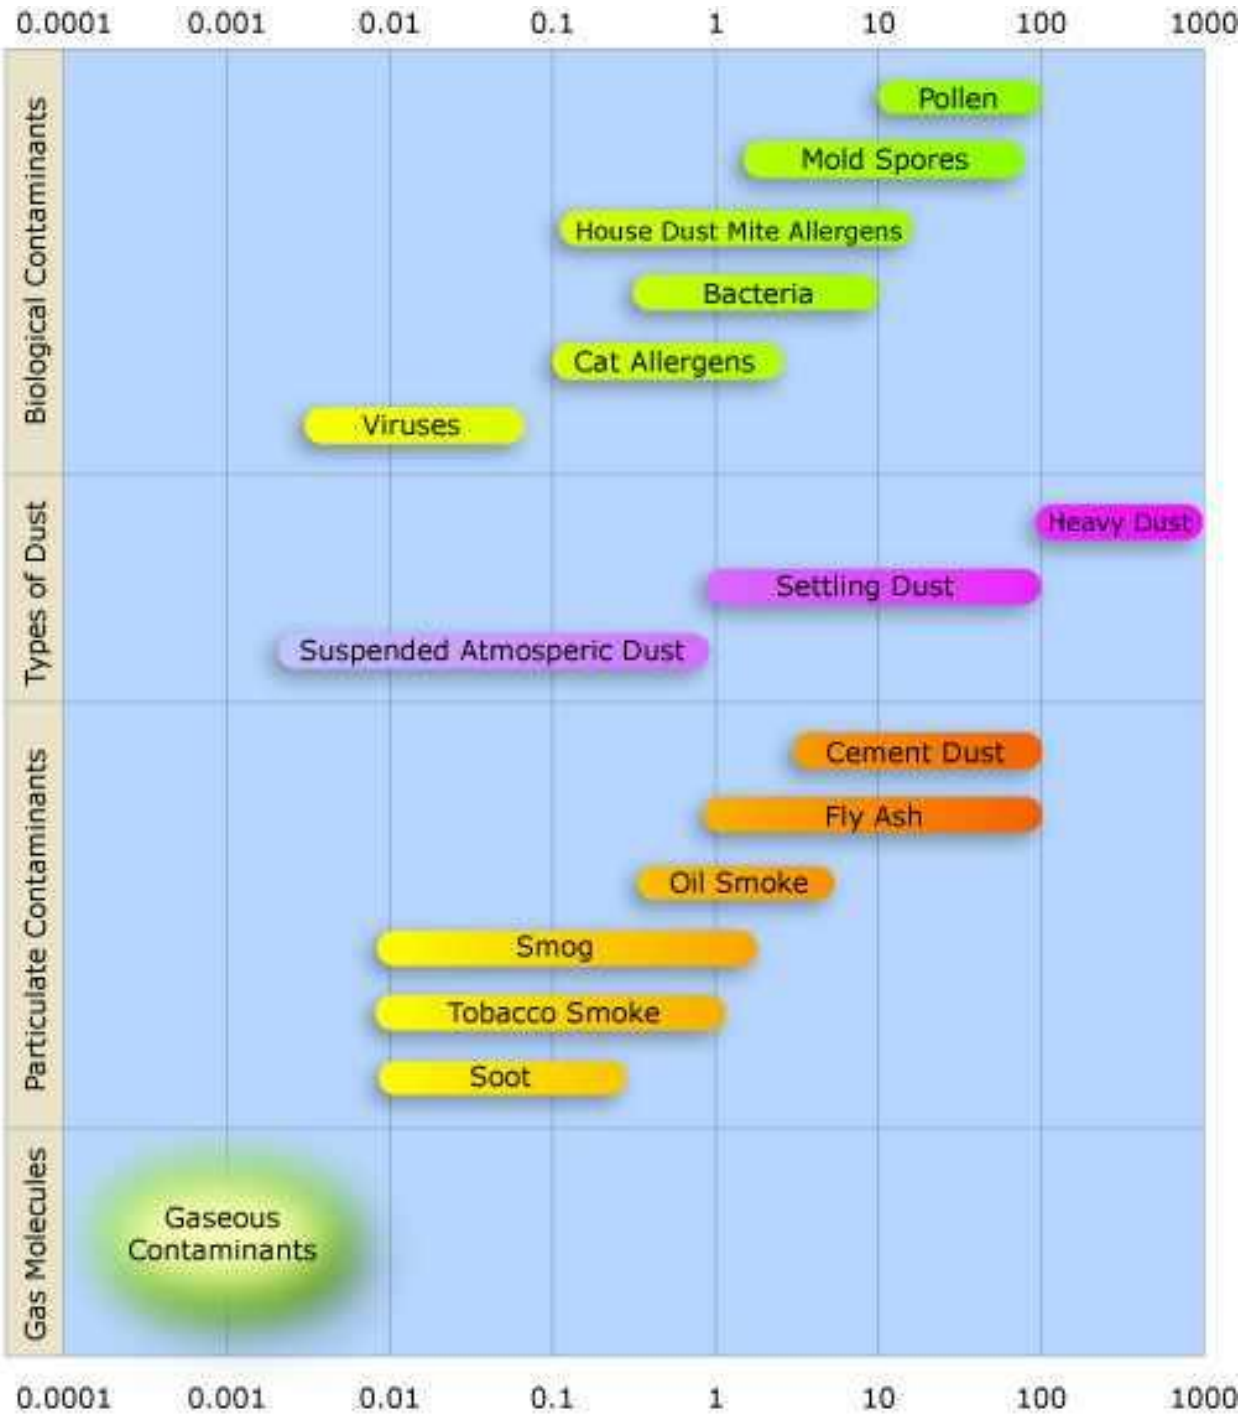 0.0001 0.001 0.01 0.1 1 10 100 1000
Biological Contaminants
Pollen
Mold Spores
House Dust Mite Allergens
Bacteria
Cat Allergens
Viruses
Types of Dust
Heavy Dust
Settling Dust
Suspended Atmosperic Dust
Particulate Contaminants
Cement Dust
Fly Ash
Oil Smoke
Smog
Tobacco Smoke
Soot
Gas Molecules
Gaseous
Contaminants
0.0001 0.001 0.01 0.1 1 10 100 1000